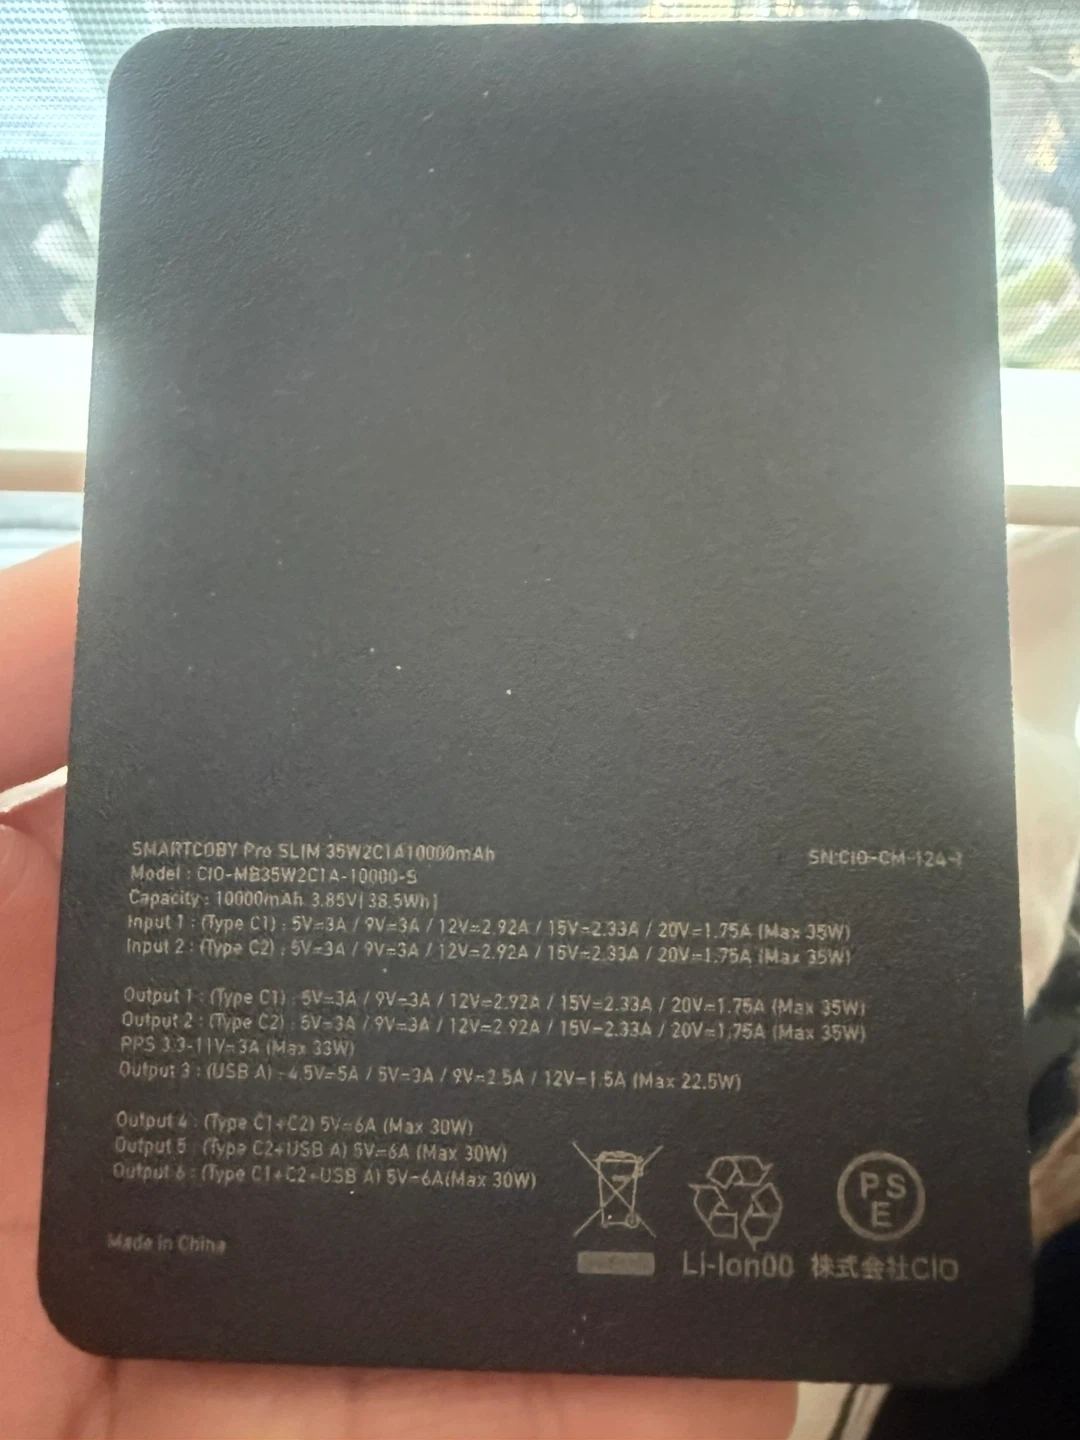 SMARTCOBY Pro SLIM 35W2C1A10000mAh
SN:CIO-CM-124-1
Model : CIO-MB35W2C1A-10000-S
Capacity : 10000mAh 3.85V[38.5Wh]
Input 1 : (Type C1) : 5V=3A / 9V=3A / 12V=2.92A / 15V=2.33A / 20V=1.75A (Max 35W)
Input 2 : (Type C2) : 5V=3A / 9V=3A / 12V=2.92A / 15V=2.33A / 20V=1.75A (Max 35W)
Output 1 : (Type C1) : 5V=3A / 9V=3A / 12V=2.92A / 15V=2.33A / 20V=1.75A (Max 35W)
Output 2 : (Type C2) : 5V=3A / 9V=3A / 12V=2.92A / 15V=2.33A / 20V=1.75A (Max 35W)
PPS 3.3-11V=3A (Max 33W)
Output 3 : (USB A) : 4.5V=5A / 5V=3A / 9V=2.5A / 12V=1.5A (Max 22.5W)
Output 4 : (Type C1+C2) 5V=6A (Max 30W)
Output 5 : (Type C2+USB A) 5V=6A (Max 30W)
Output 6 : (Type C1+C2+USB A) 5V=6A(Max 30W)
PS
E
Made in China
Li-Ion00
株式会社CIO